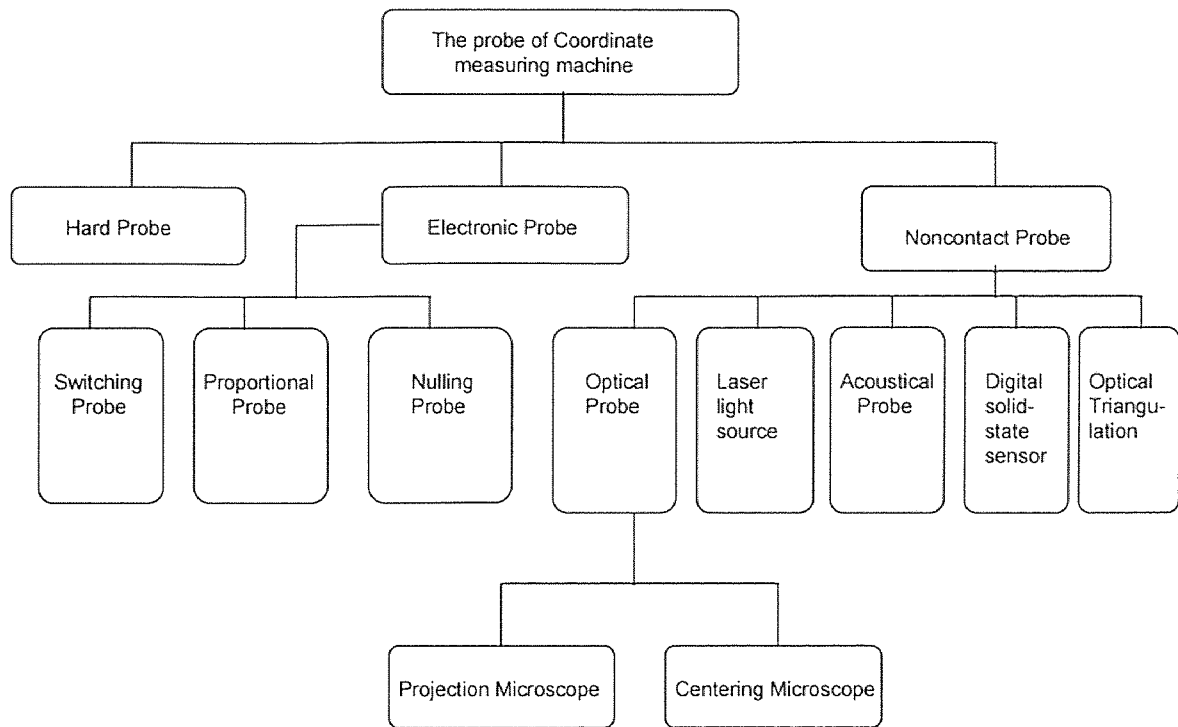 The probe of Coordinate
measuring machine
Hard Probe
Electronic Probe
Noncontact Probe
Switching
Probe
Proportional
Probe
Nulling
Probe
Optical
Probe
Laser
light
source
Acoustical
Probe
Digital
solid-
state
sensor
Optical
Triangu-
lation
Projection Microscope
Centering Microscope